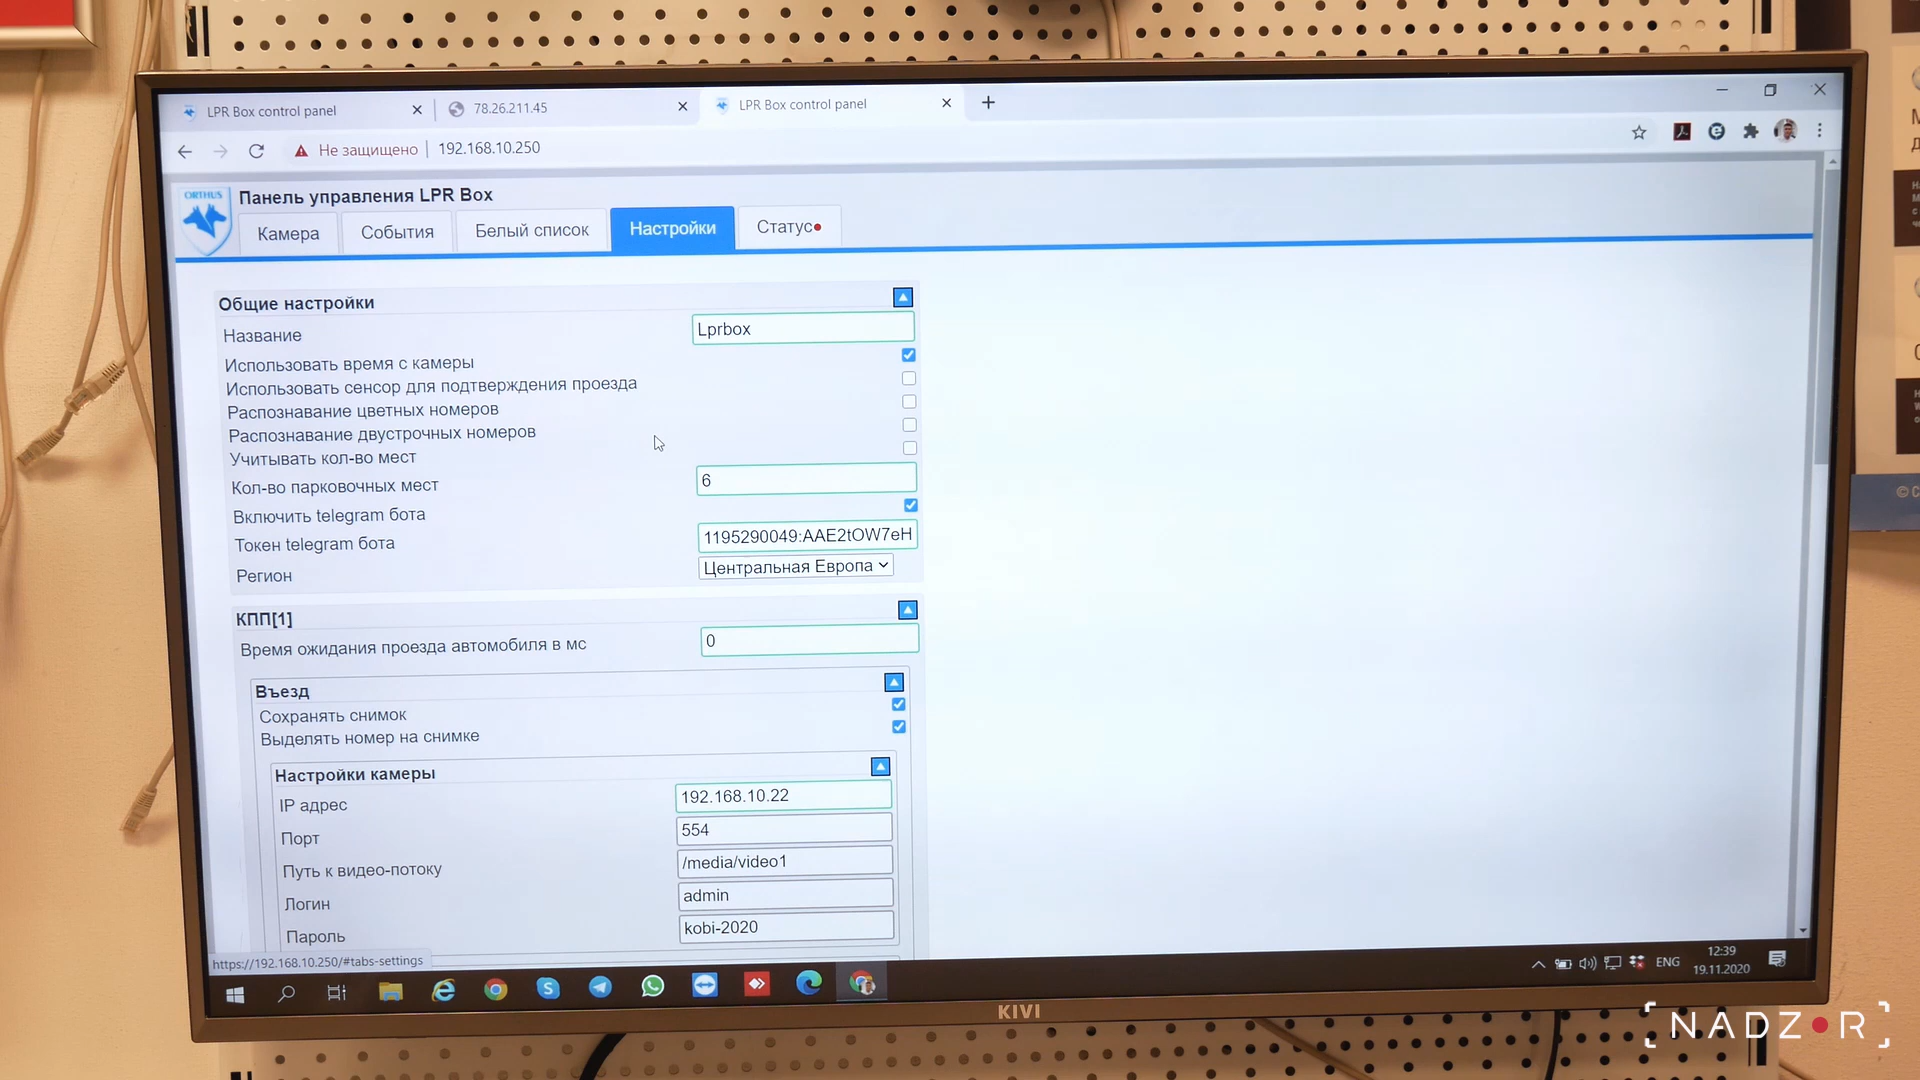 LPR Box control panel
78.26.211.45
LPR Box control panel
Не защищено
192.168.10.250
ORTHUS
Панель управления LPR Box
Камера
События
Белый список
Настройки
Статус
Общие настройки
Название
Lprbox
Использовать время с камеры
Использовать сенсор для подтверждения проезда
Распознавание цветных номеров
Распознавание двустрочных номеров
Учитывать кол-во мест
Кол-во парковочных мест
6
Включить telegram бота
Токен telegram бота
1195290049:AAE2tOW7eH
Регион
Центральная Европа
КПП[1]
Время ожидания проезда автомобиля в мс
0
Въезд
Сохранять снимок
Выделять номер на снимке
Настройки камеры
IP адрес
192.168.10.22
Порт
554
Путь к видео-потоку
/media/video1
Логин
admin
Пароль
kobi-2020
https://192.168.10.250/#tabs-settings
ENG
12:39
19.11.2020
KIVI
NADZOR